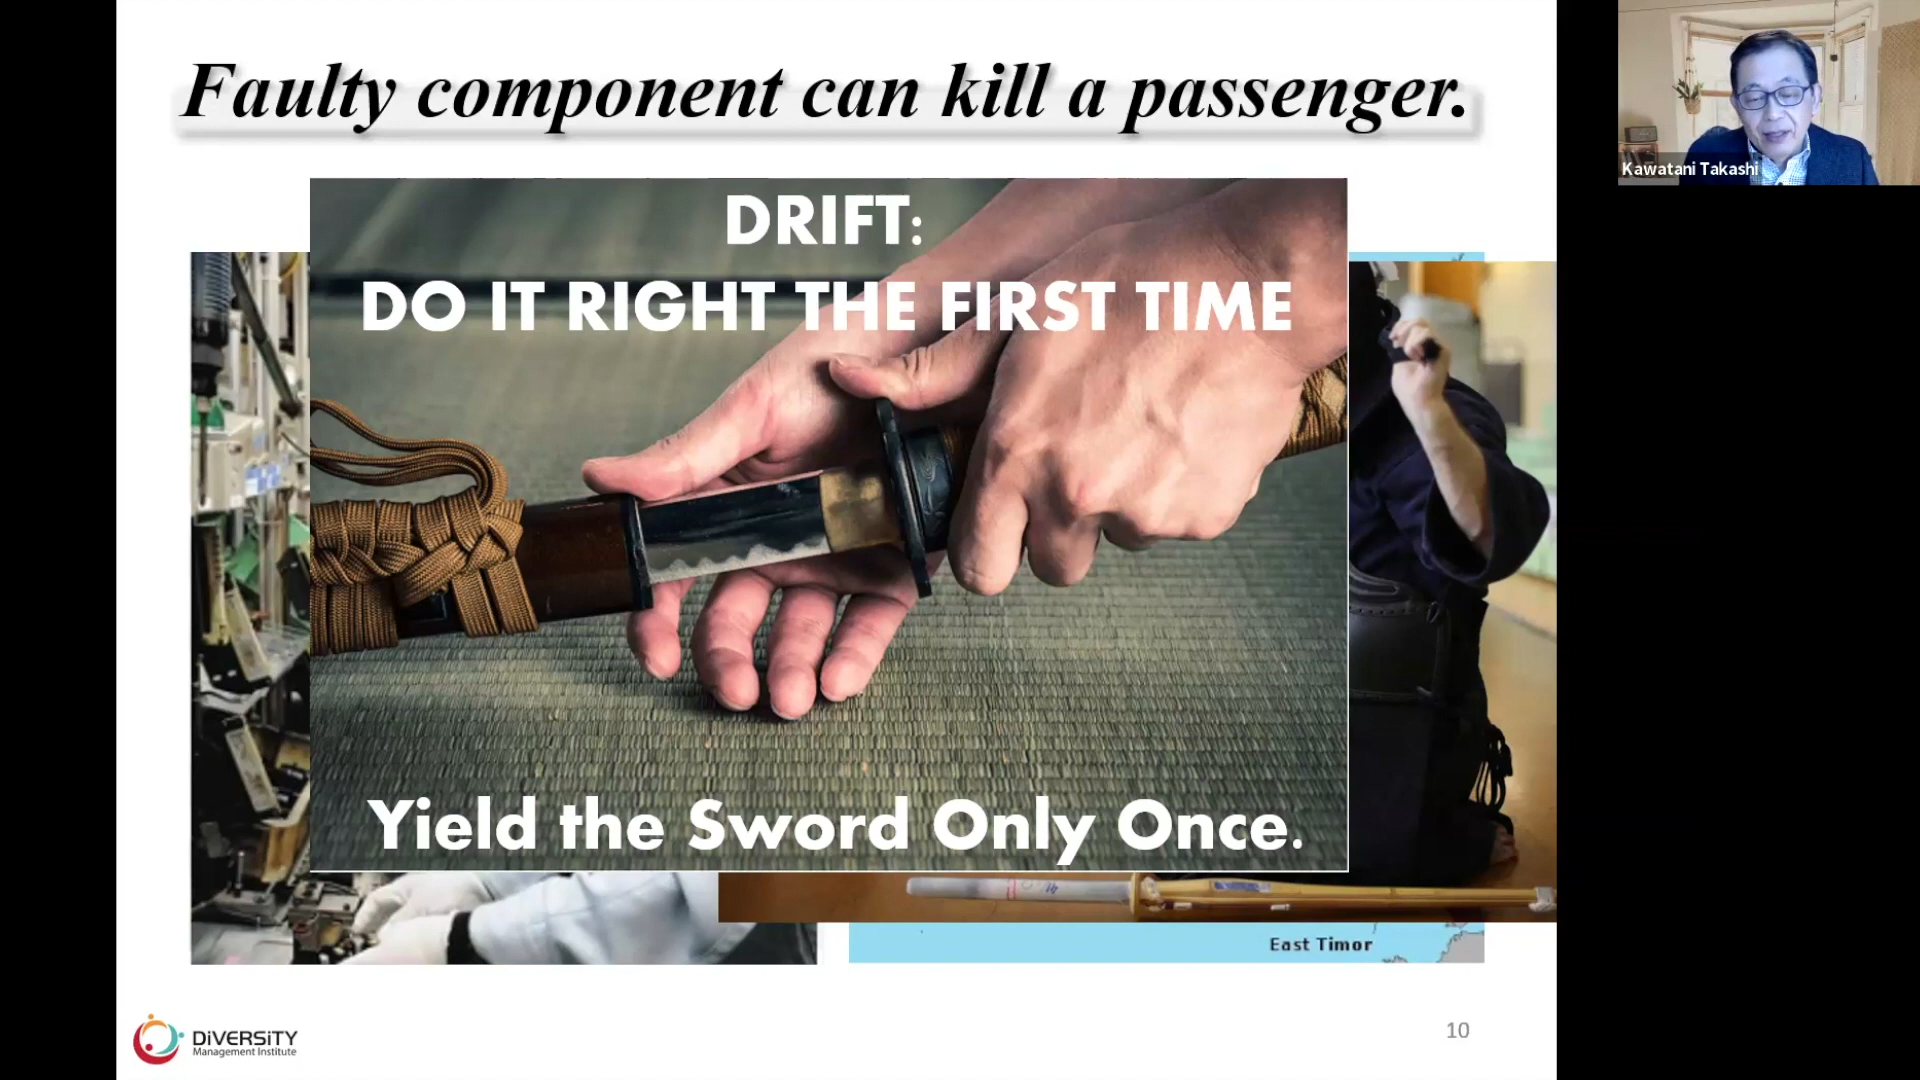 Faulty component can kill a passenger.
Kawatani Takashi
DRIFT:
DO IT RIGHT THE FIRST TIME
Yield the Sword Only Once.
East Timor
DiVERSiTY
Management Institute
10